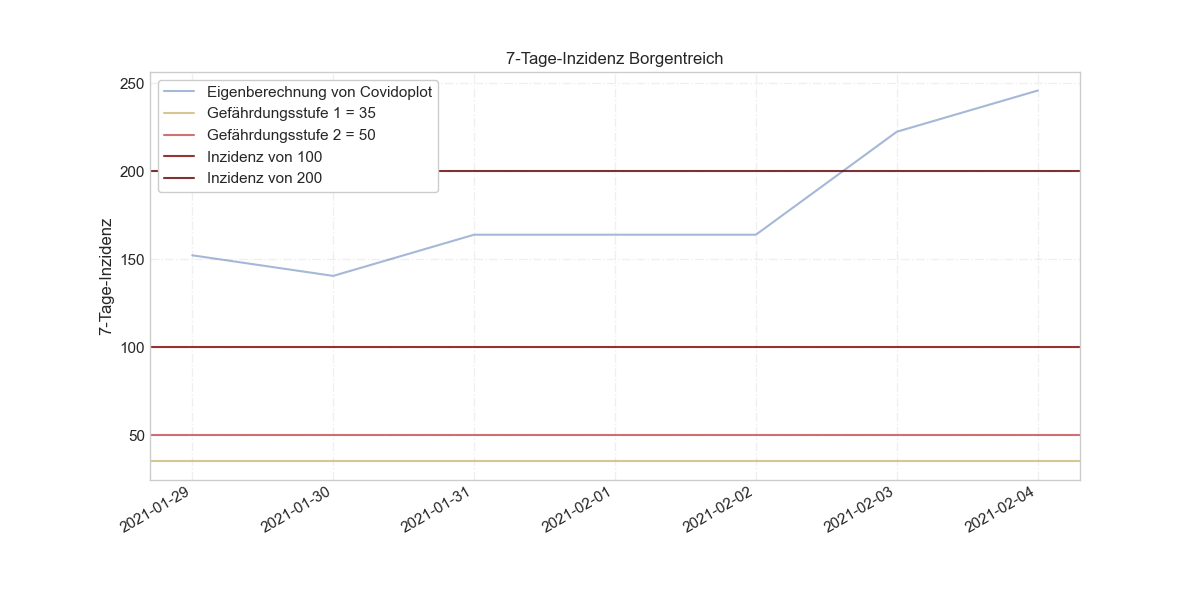 7-Tage-Inzidenz Borgentreich
Eigenberechnung von Covidoplot
Gefährdungsstufe 1 = 35
Gefährdungsstufe 2 = 50
Inzidenz von 100
Inzidenz von 200
7-Tage-Inzidenz
250
200
150
100
50
2021-01-29
2021-01-30
2021-01-31
2021-02-01
2021-02-02
2021-02-03
2021-02-04